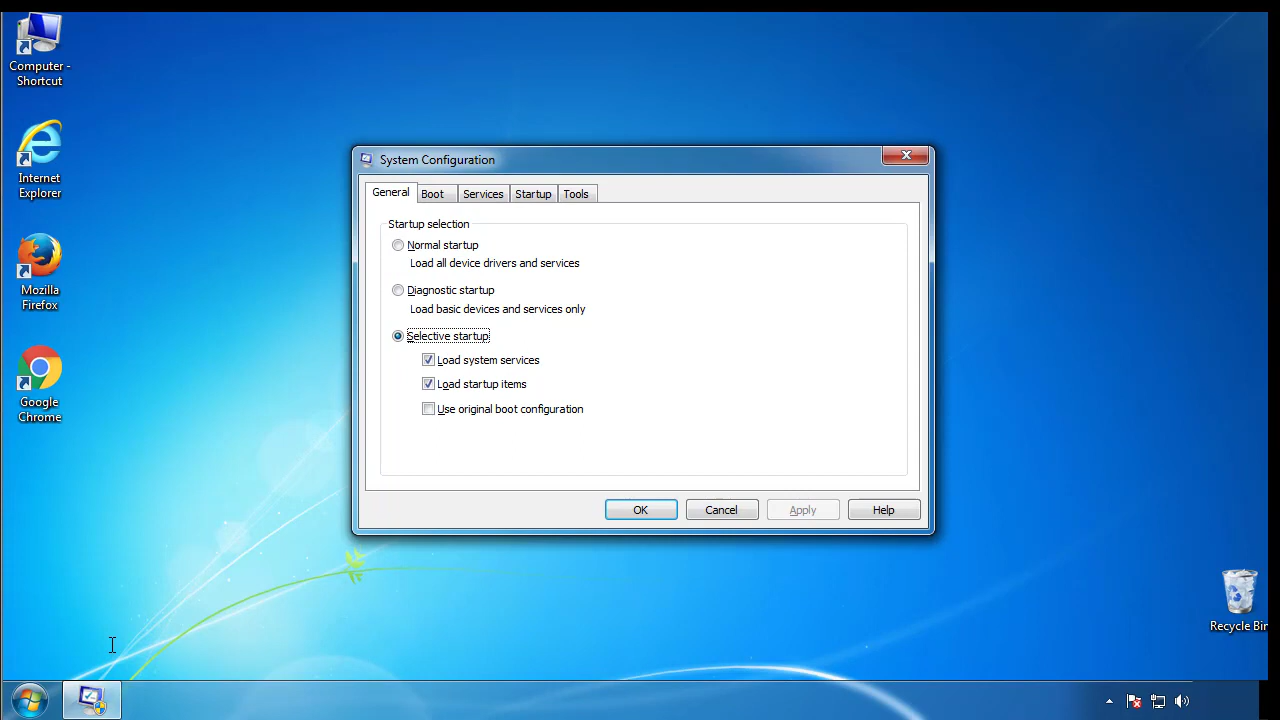 Computer -
Shortcut
Internet
Explorer
Mozilla
Firefox
Google
Chrome
System Configuration
General
Boot
Services
Startup
Tools
Startup selection
Normal startup
Load all device drivers and services
Diagnostic startup
Load basic devices and services only
Selective startup
Load system services
Load startup items
Use original boot configuration
OK
Cancel
Apply
Help
Recycle Bin